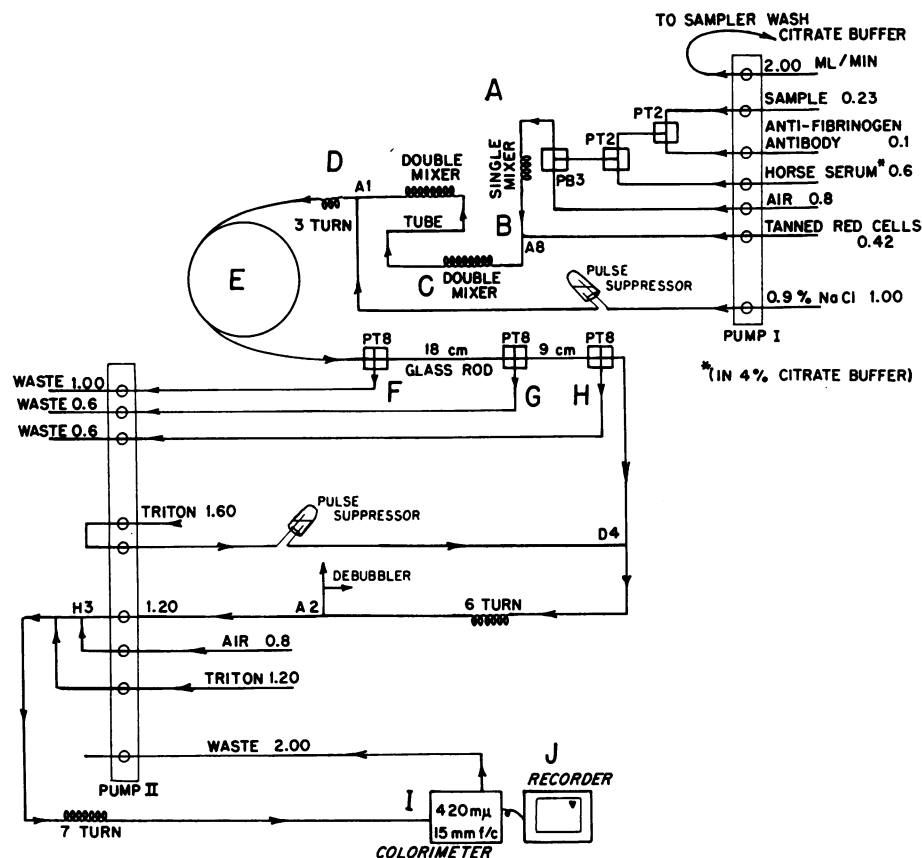 TO SAMPLER WASH
CITRATE BUFFER
2.00 ML/MIN
A
SAMPLE 0.23
PT2
ANTI-FIBRINOGEN
ANTIBODY 0.1
PT2
HORSE SERUM* 0.6
SINGLE
MIXER
PB3
AIR 0.8
D
DOUBLE
MIXER
A1
3 TURN
TUBE
B
A8
TANNED RED CELLS
0.42
E
C
DOUBLE
MIXER
PULSE
SUPPRESSOR
0.9% NaCl 1.00
PUMP I
PT8
18 cm
GLASS ROD
PT8
9 cm
PT8
*(IN 4% CITRATE BUFFER)
F
G
H
WASTE 1.00
WASTE 0.6
WASTE 0.6
TRITON 1.60
PULSE
SUPPRESSOR
D4
DEBUBBLER
H3
1.20
A2
6 TURN
AIR 0.8
TRITON 1.20
WASTE 2.00
PUMP II
7 TURN
I
420mµ
15mm f/c
COLORIMETER
J
RECORDER